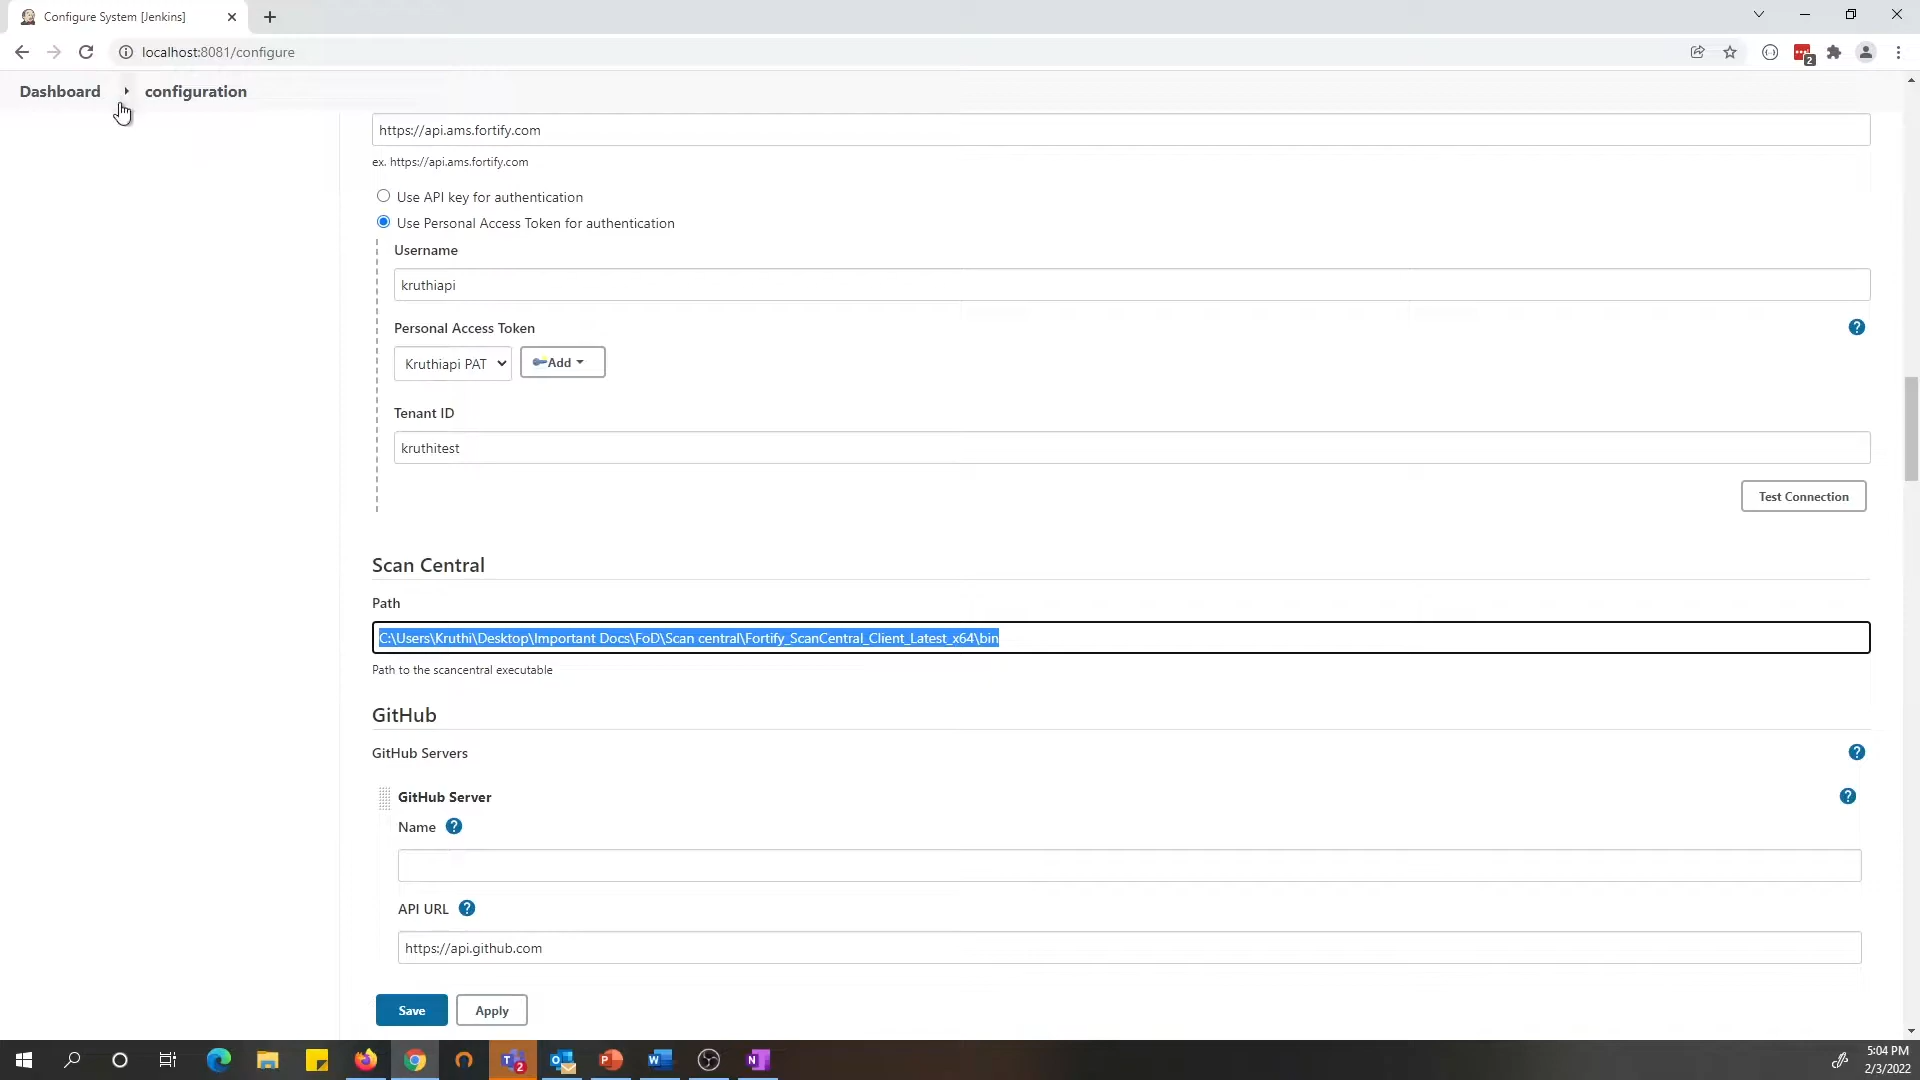 Configure System [Jenkins]
localhost:8081/configure
2
Dashboard
configuration
https://api.ams.fortify.com
ex. https://api.ams.fortify.com
Use API key for authentication
Use Personal Access Token for authentication
Username
kruthiapi
Personal Access Token
?
Kruthiapi PAT
Add
Tenant ID
kruthitest
Test Connection
Scan Central
Path
C:\Users\Kruthi\Desktop\Important Docs\FoD\Scan central\Fortify_ScanCentral_Client_Latest_x64\bin
Path to the scancentral executable
GitHub
GitHub Servers
?
GitHub Server
?
Name ?
API URL ?
https://api.github.com
Save
Apply
T 2
P
W
N
5:04 PM
2/3/2022